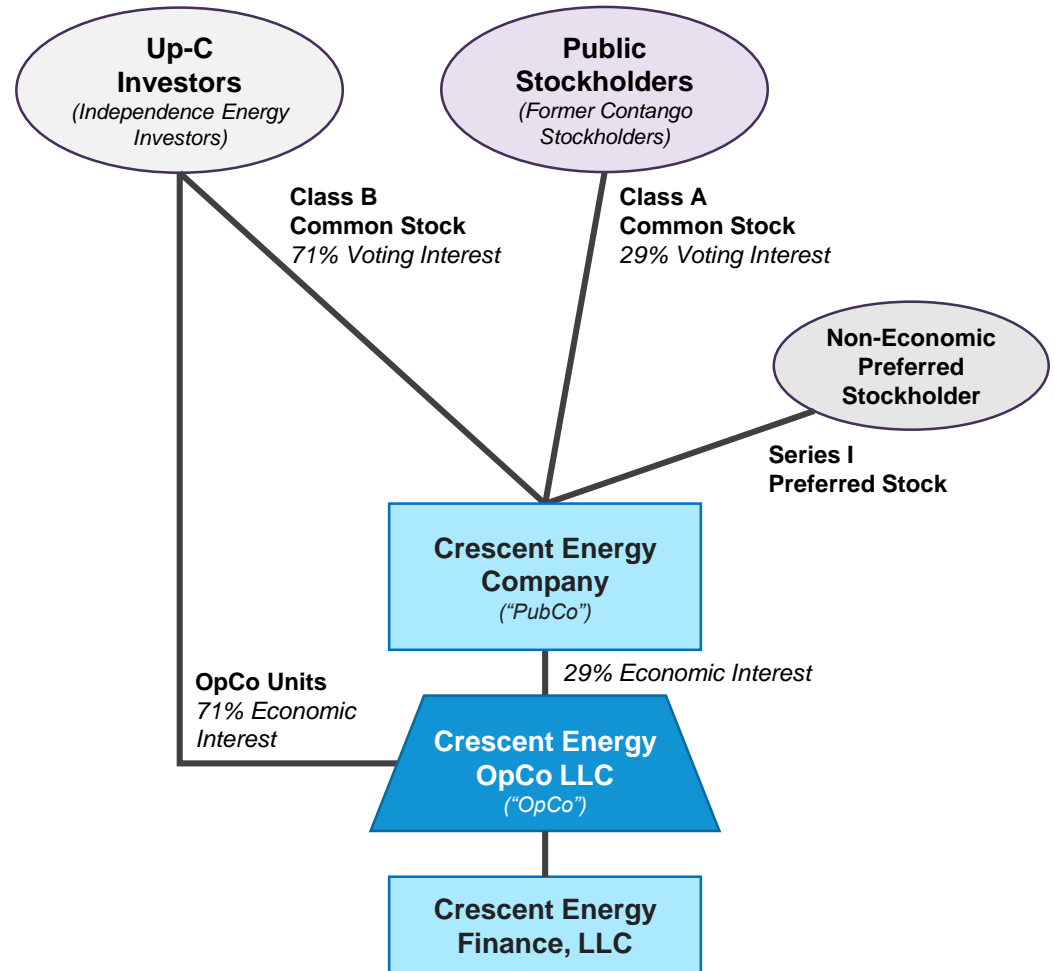 Up-C
Investors
(Independence Energy
Investors)
Public
Stockholders
(Former Contango
Stockholders)
Class B
Common Stock
71% Voting Interest
Class A
Common Stock
29% Voting Interest
Non-Economic
Preferred
Stockholder
Series I
Preferred Stock
Crescent Energy
Company
(“PubCo”)
OpCo Units
71% Economic
Interest
29% Economic Interest
Crescent Energy
OpCo LLC
(“OpCo”)
Crescent Energy
Finance, LLC